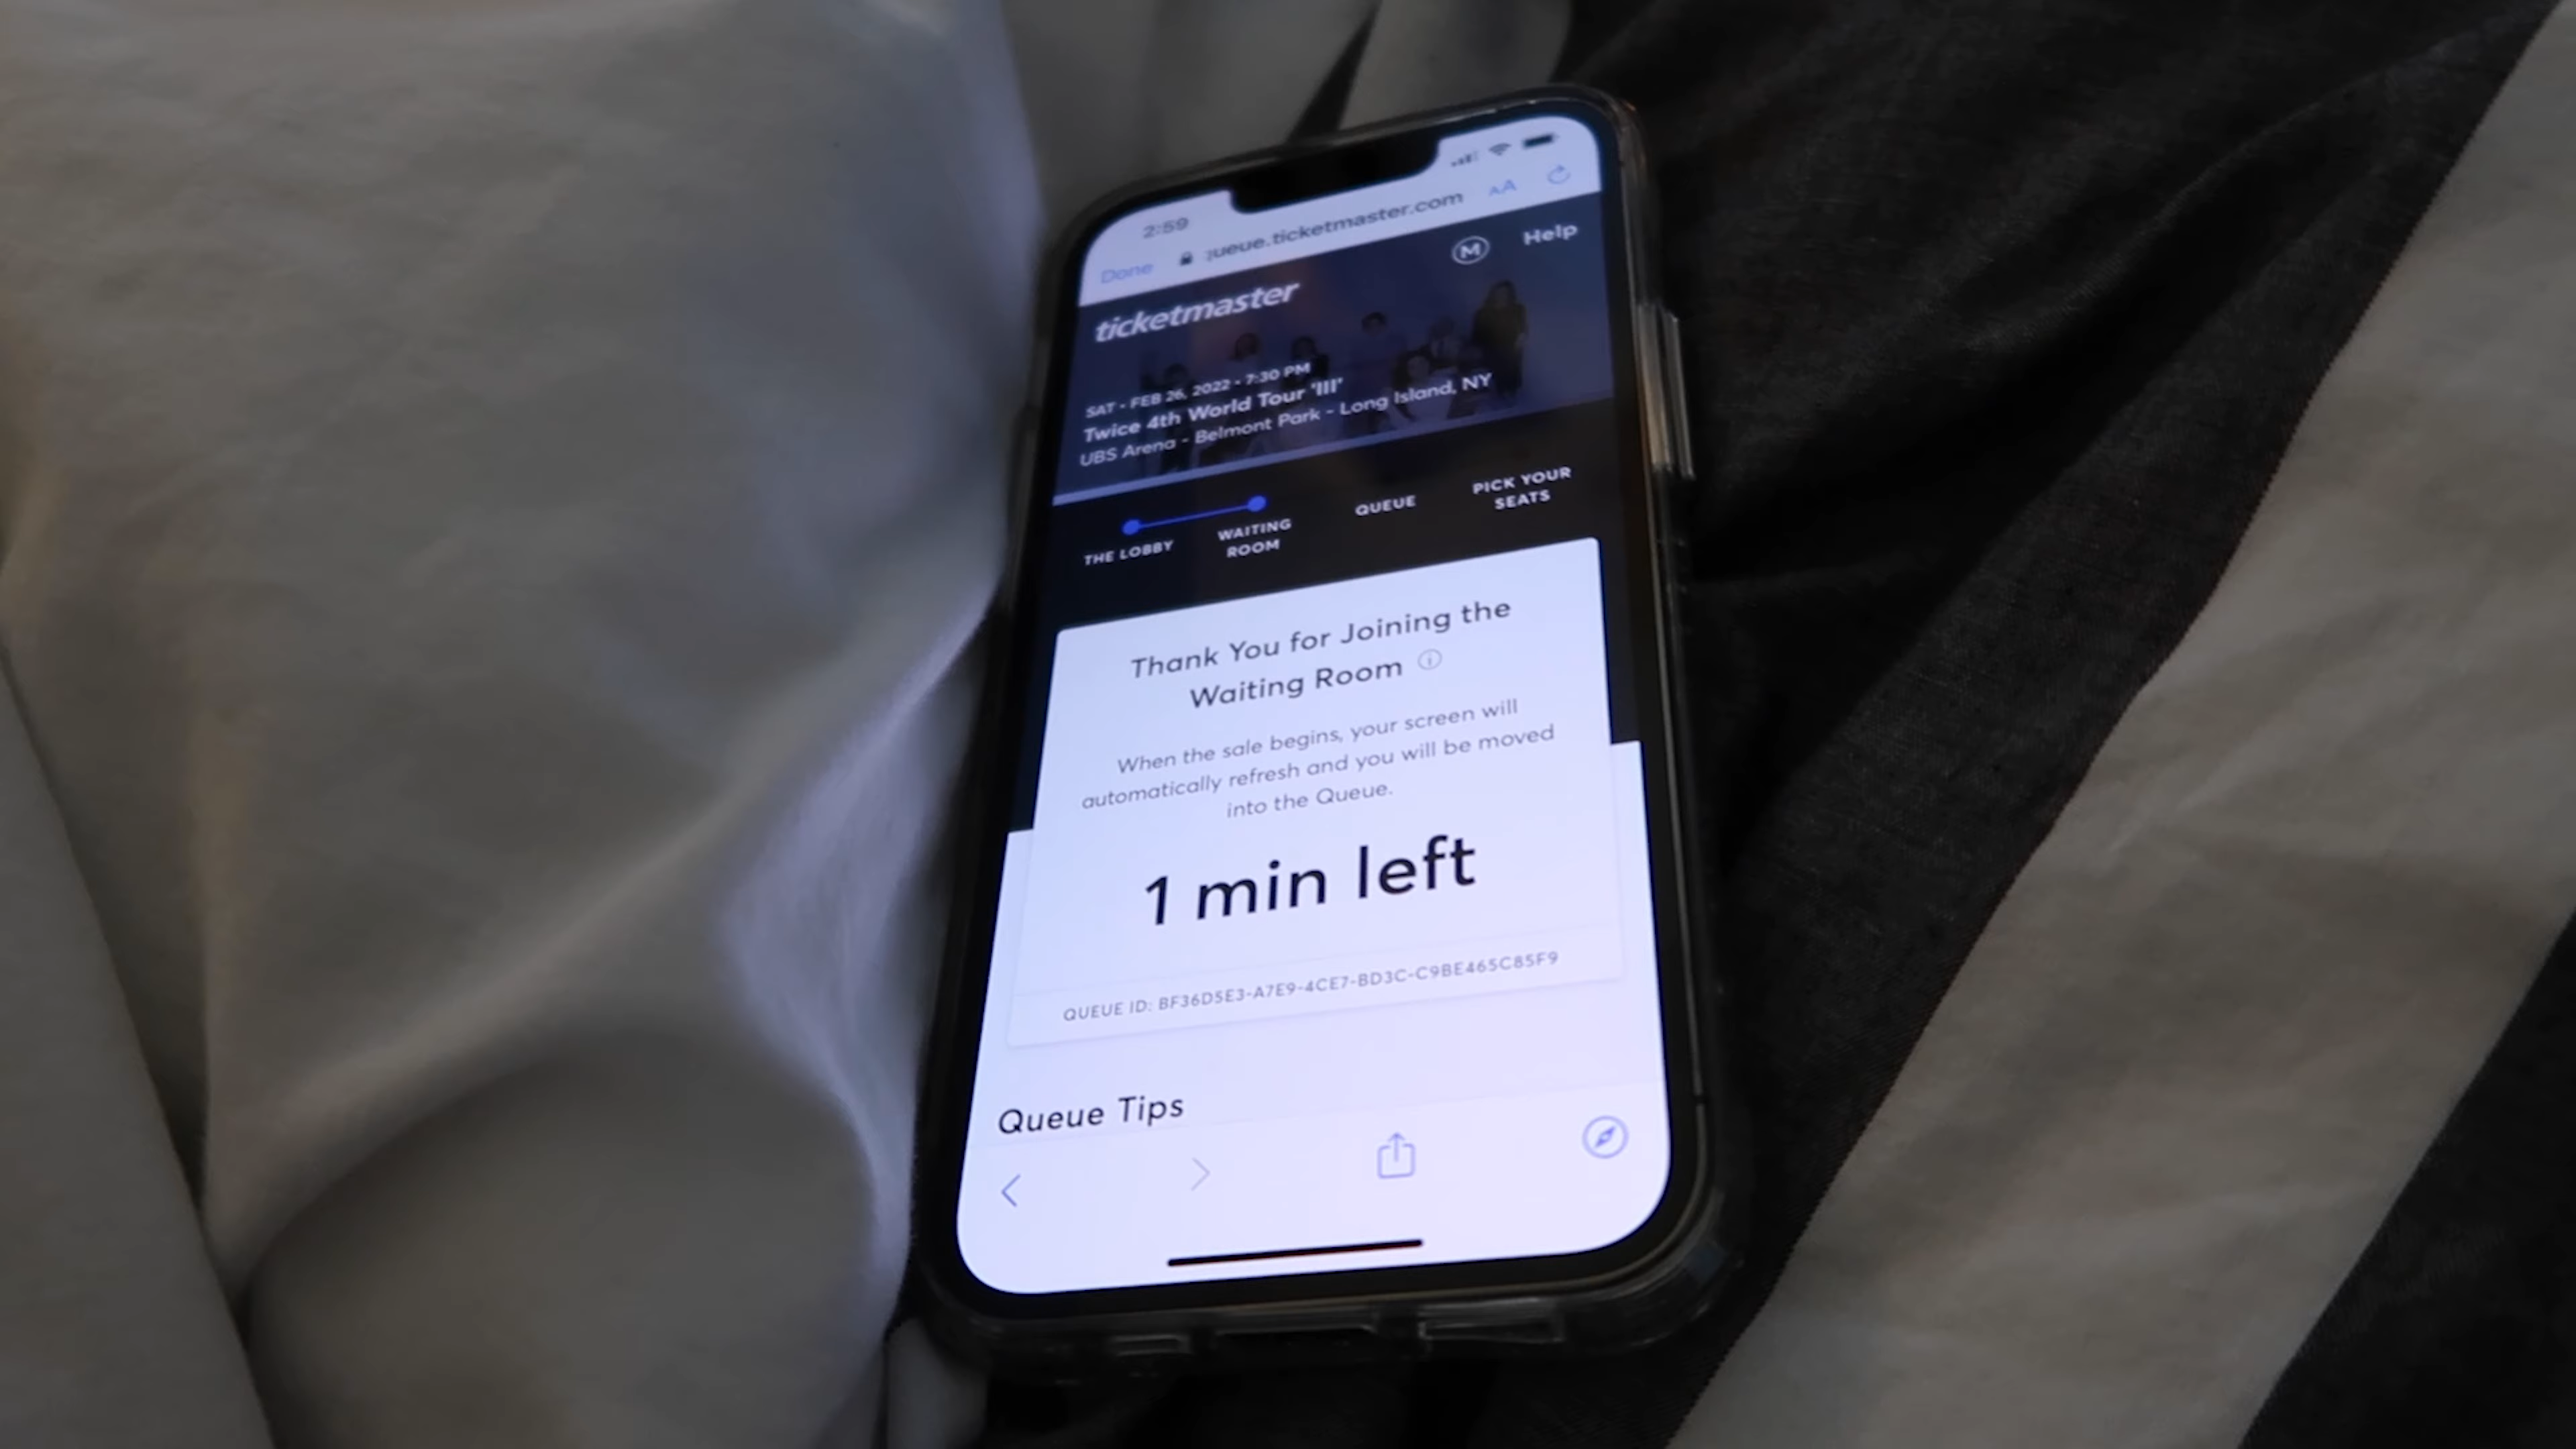 2:59
Done queue.ticketmaster.com AA
M Help
ticketmaster
SAT - FEB 26, 2022 - 7:30 PM
Twice 4th World Tour 'III'
UBS Arena - Belmont Park - Long Island, NY
THE LOBBY
WAITING
ROOM
QUEUE
PICK YOUR
SEATS
Thank You for Joining the
Waiting Room
When the sale begins, your screen will
automatically refresh and you will be moved
into the Queue.
1 min left
QUEUE ID: BF36D5E3-A7E9-4CE7-BD3C-C9BE465C85F9
Queue Tips